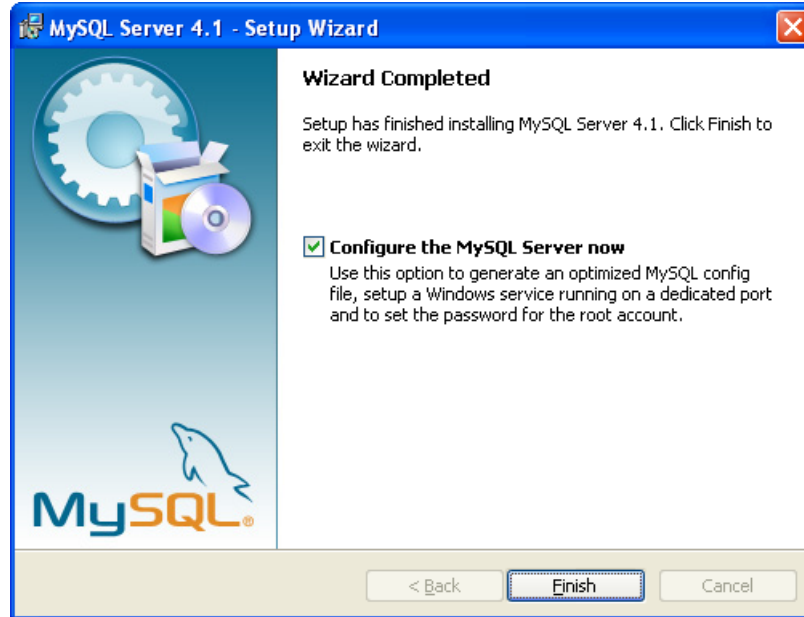 MySQL Server 4.1 - Setup Wizard
Wizard Completed
Setup has finished installing MySQL Server 4.1. Click Finish to
exit the wizard.
Configure the MySQL Server now
Use this option to generate an optimized MySQL config
file, setup a Windows service running on a dedicated port
and to set the password for the root account.
MySQL®
< Back
Finish
Cancel